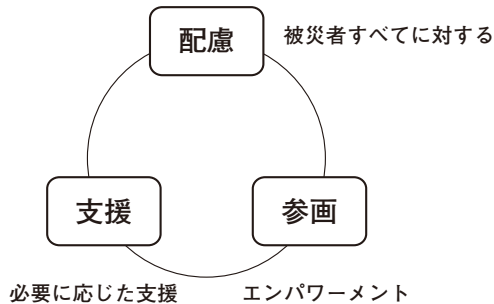 配慮
被災者すべてに対する
支援
参画
必要に応じた支援
エンパワーメント